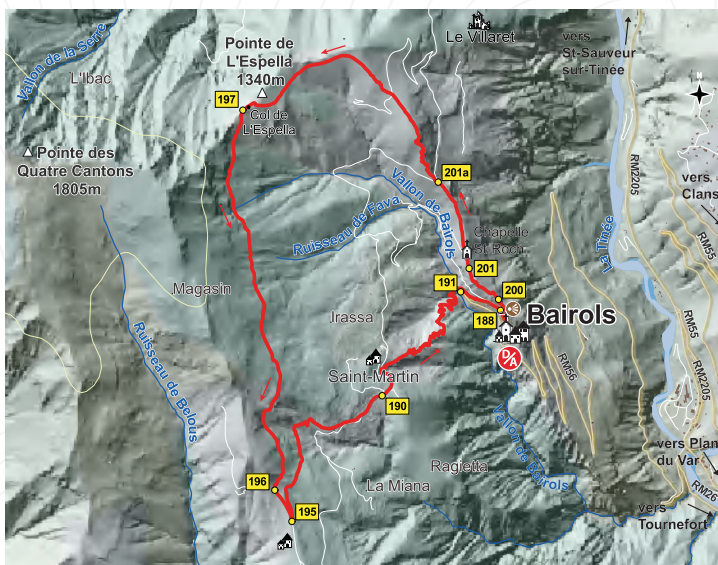 Le Villaret
vers
St-Sauveur
sur-Tinée
Vallon de la Serre
L'Ibac
Pointe de
L'Espella
1340m
N
197
Col de
L'Espella
Pointe des
Quatre Cantons
1805m
201a
RM2205
vers
Clans
Vallon de Bairols
Ruisseau de Fava
La Tinée
RM55
Chapelle
St-Roch
201
200
191
188
Bairols
D/A
Magasin
Irassa
Ruisseau de Belous
RM56
RM55
RM2205
Saint-Martin
190
Vallon de Bairols
vers Plan
du Var
Ragietta
La Miana
196
195
RM26
vers
Tournefort